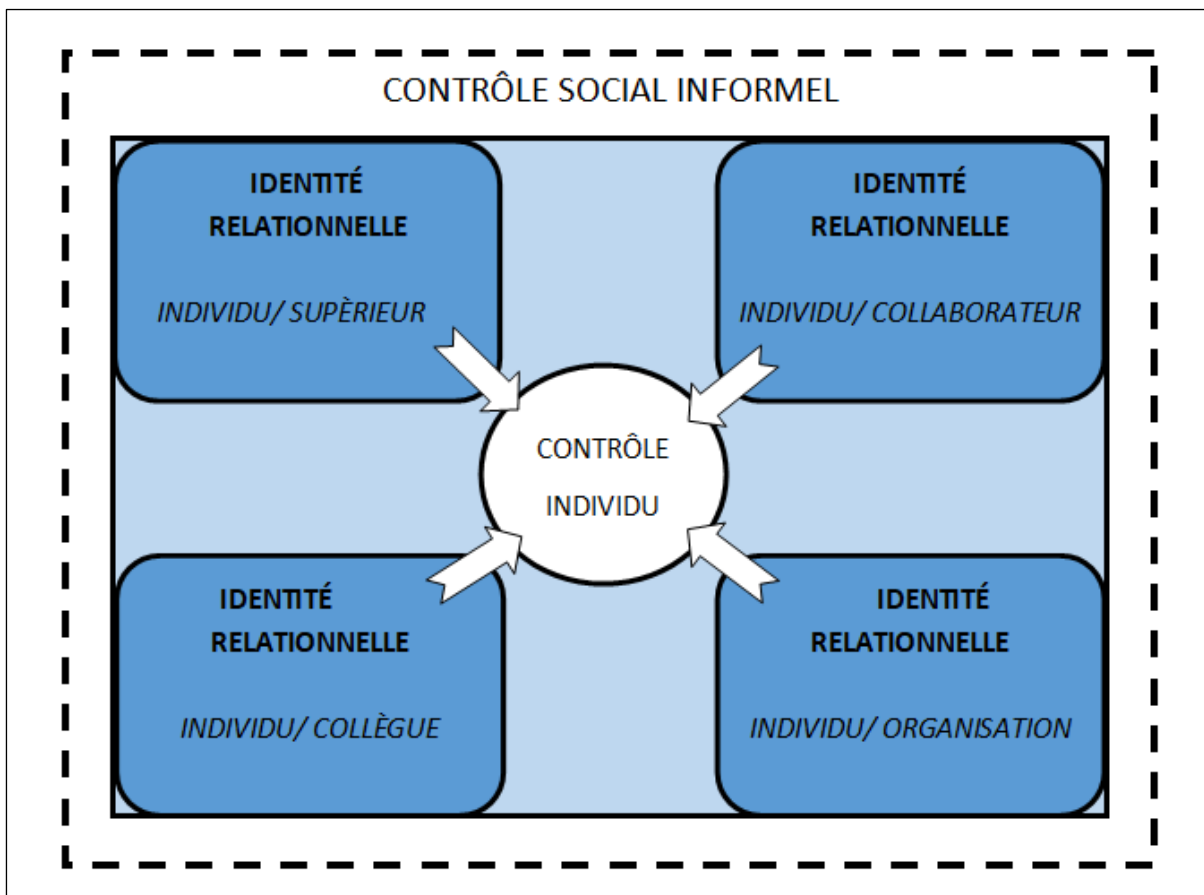 CONTRÔLE SOCIAL INFORMEL
IDENTITÉ
RELATIONNELLE
INDIVIDU/ SUPÈRIEUR
IDENTITÉ
RELATIONNELLE
INDIVIDU/ COLLABORATEUR
CONTRÔLE
INDIVIDU
IDENTITÉ
RELATIONNELLE
INDIVIDU/ COLLÈGUE
IDENTITÉ
RELATIONNELLE
INDIVIDU/ ORGANISATION